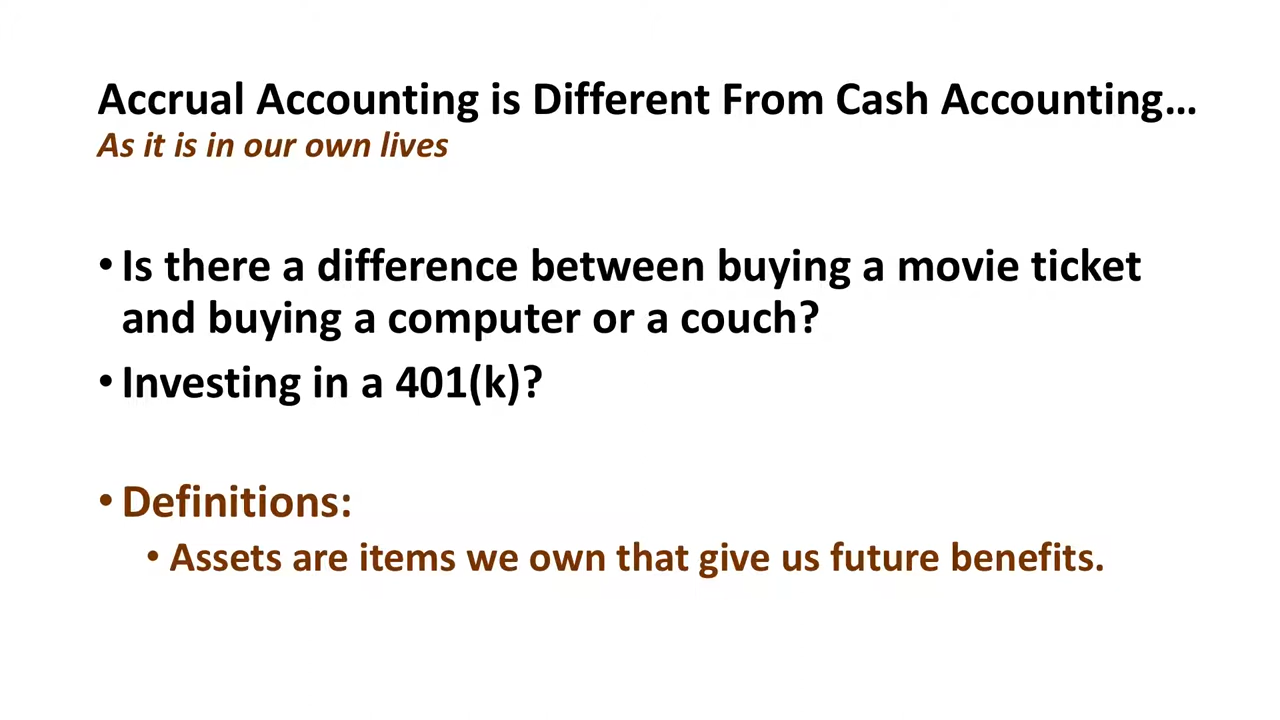 Accrual Accounting is Different From Cash Accounting...
As it is in our own lives
• Is there a difference between buying a movie ticket
and buying a computer or a couch?
• Investing in a 401(k)?
• Definitions:
• Assets are items we own that give us future benefits.